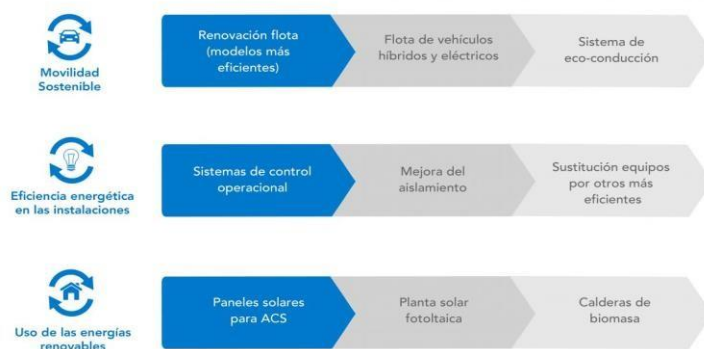 Movilidad
Sostenible
Renovación flota
(modelos más
eficientes)
Flota de vehículos
híbridos y eléctricos
Sistema de
eco-conducción
Eficiencia energética
en las instalaciones
Sistemas de control
operacional
Mejora del
aislamiento
Sustitución equipos
por otros más
eficientes
Uso de las energías
renovables
Paneles solares
para ACS
Planta solar
fotoltaica
Calderas de
biomasa